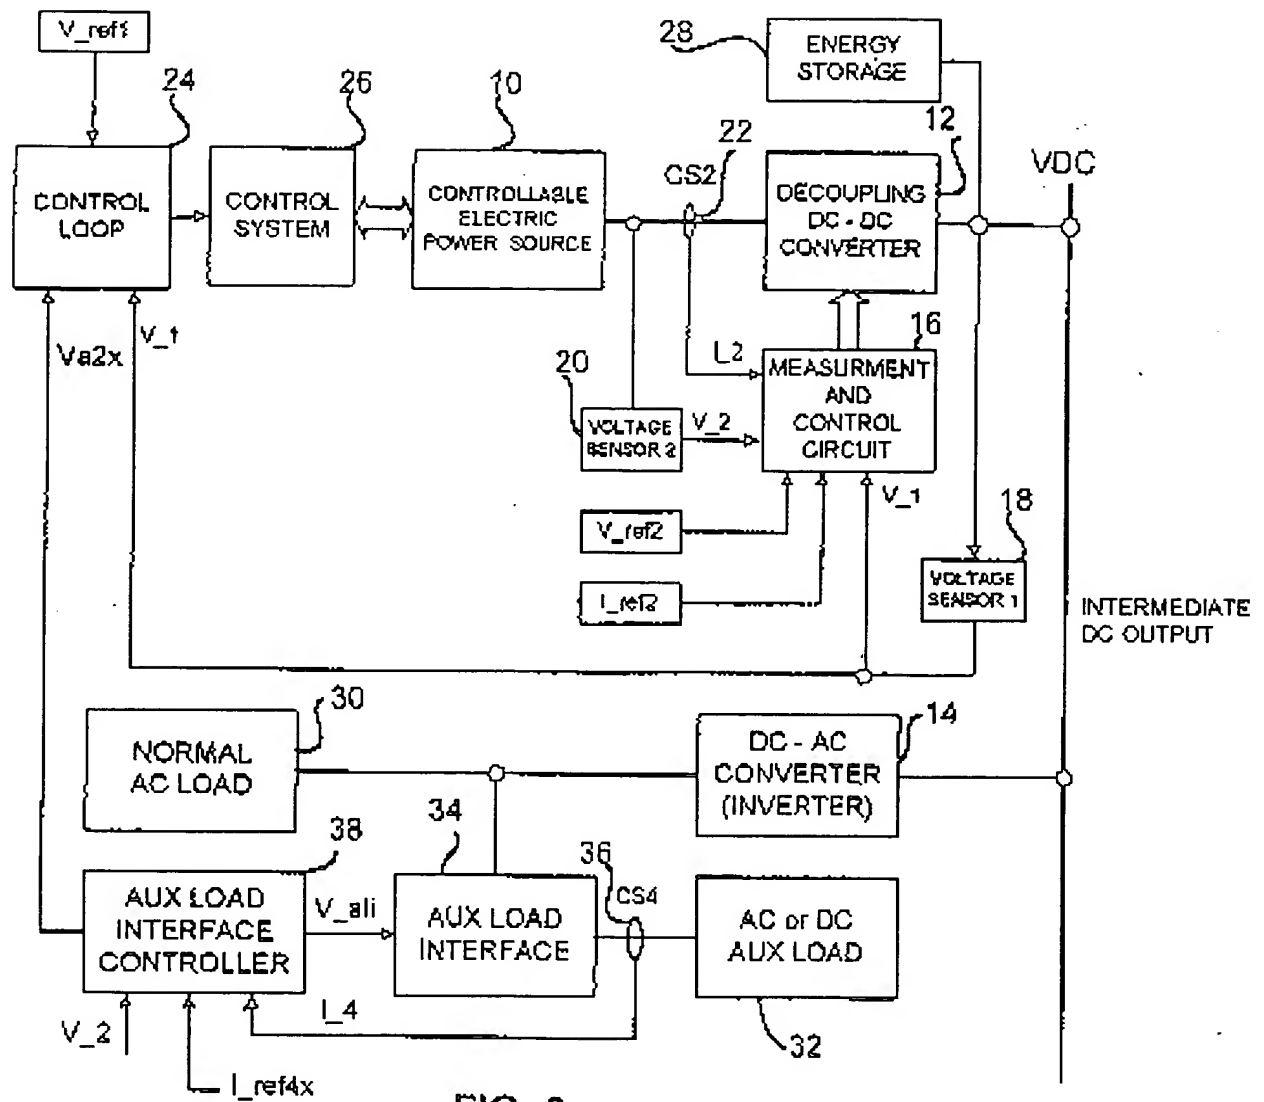 V_ref1
24
26
10
28
ENERGY
STORAGE
CONTROL
LOOP
CONTROL
SYSTEM
CONTROLLABLE
ELECTRIC
POWER SOURCE
CS2
22
DECOUPLING
DC - DC
CONVERTER
12
VDC
Va2x
V_1
I_2
16
20
VOLTAGE
SENSOR 2
V_2
MEASURMENT
AND
CONTROL
CIRCUIT
V_1
V_ref2
I_ref2
18
VOLTAGE
SENSOR 1
INTERMEDIATE
DC OUTPUT
NORMAL
AC LOAD
30
DC - AC
CONVERTER
(INVERTER)
14
38
34
36
CS4
AUX LOAD
INTERFACE
CONTROLLER
V_ali
AUX LOAD
INTERFACE
AC or DC
AUX LOAD
V_2
I_4
32
I_ref4x